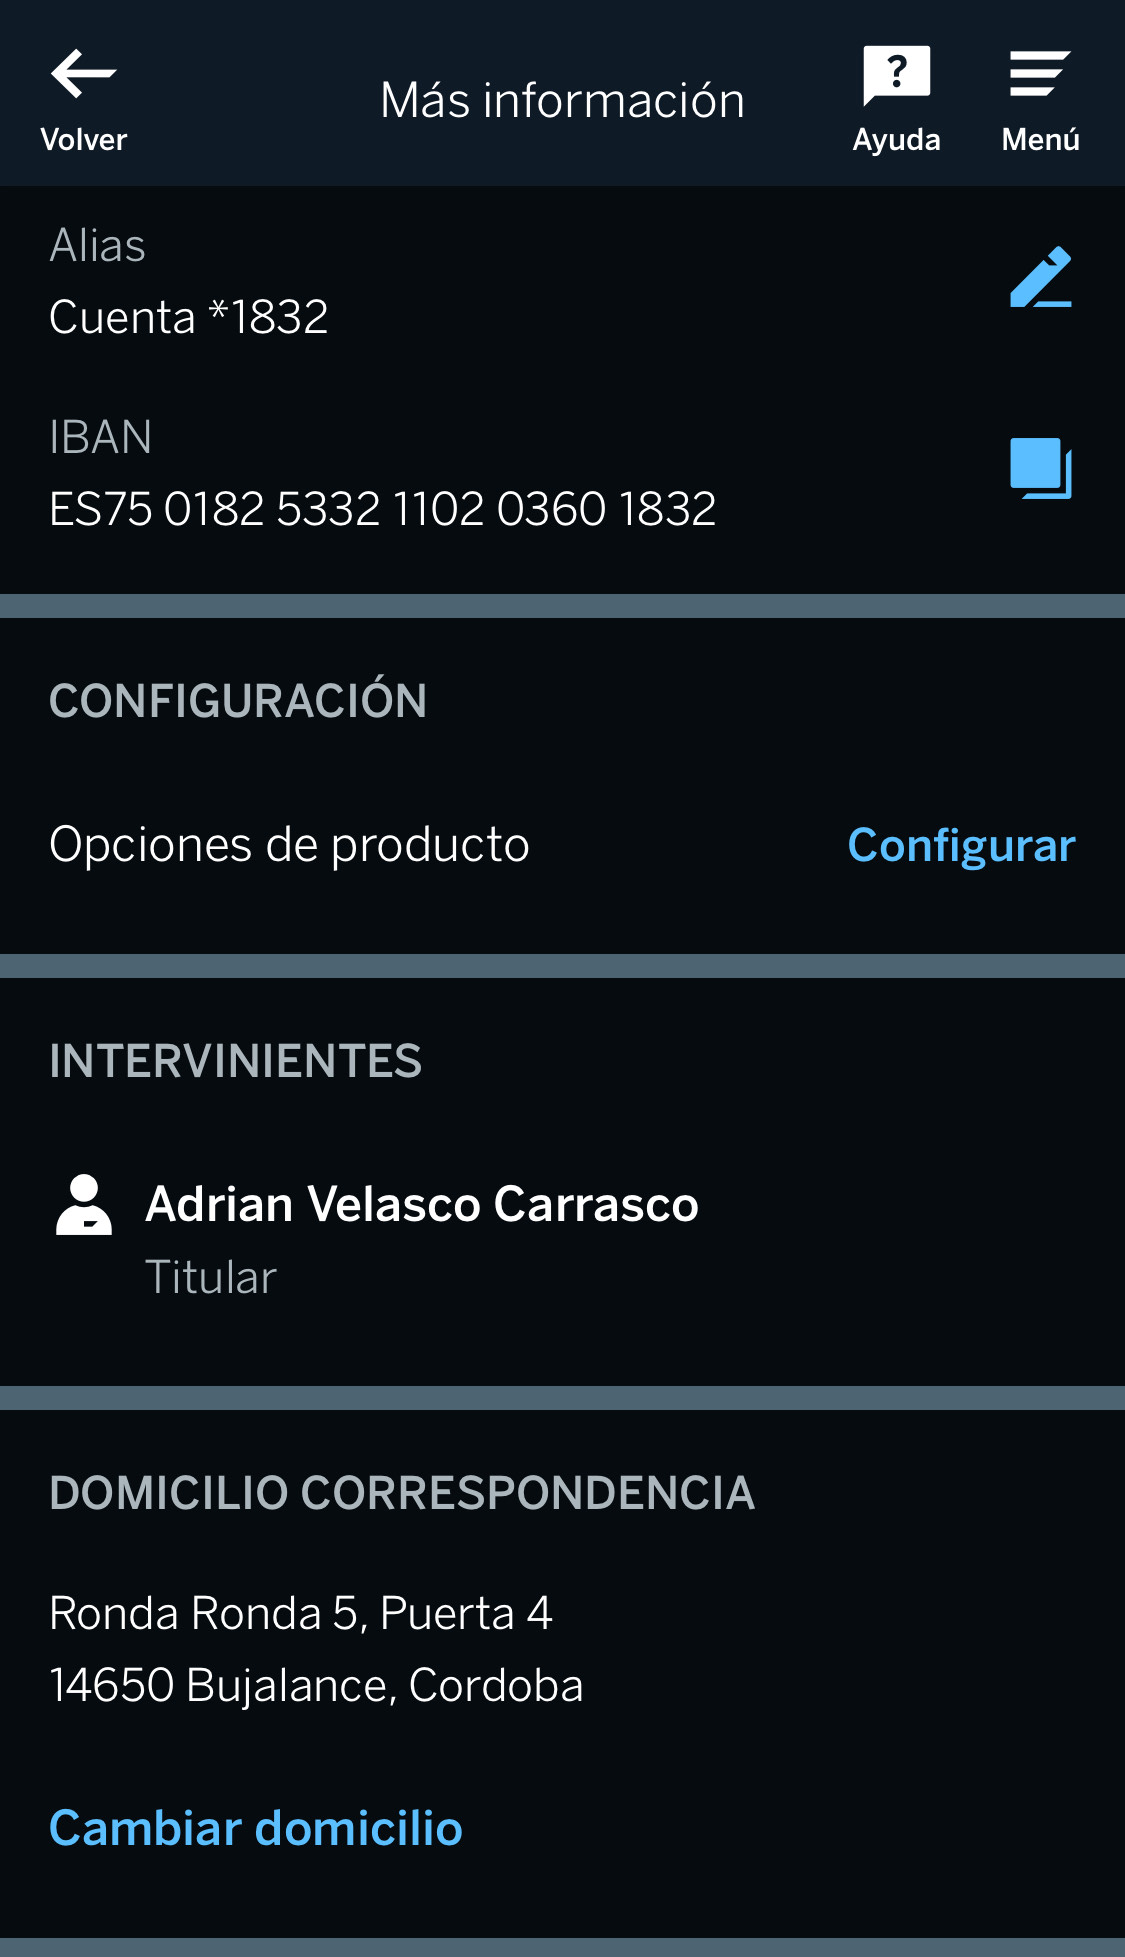 Volver
Más información
Ayuda
Menú
Alias
Cuenta *1832
IBAN
ES75 0182 5332 1102 0360 1832
CONFIGURACIÓN
Opciones de producto
Configurar
INTERVINIENTES
Adrian Velasco Carrasco
Titular
DOMICILIO CORRESPONDENCIA
Ronda Ronda 5, Puerta 4
14650 Bujalance, Cordoba
Cambiar domicilio